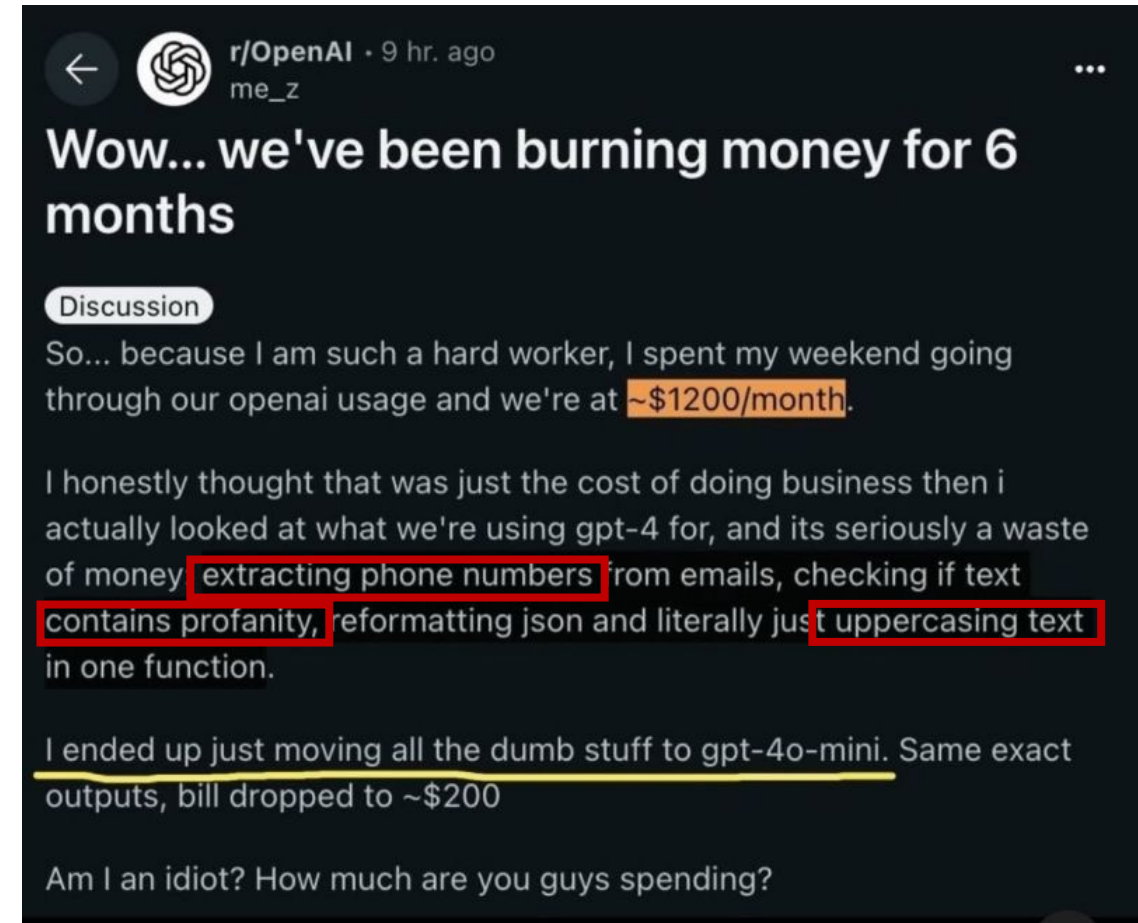 r/OpenAI · 9 hr. ago
me_z
Wow... we've been burning money for 6
months
Discussion
So... because I am such a hard worker, I spent my weekend going
through our openai usage and we're at ~$1200/month.
I honestly thought that was just the cost of doing business then i
actually looked at what we're using gpt-4 for, and its seriously a waste
of money: extracting phone numbers from emails, checking if text
contains profanity, reformatting json and literally just uppercasing text
in one function.
I ended up just moving all the dumb stuff to gpt-4o-mini. Same exact
outputs, bill dropped to ~$200
Am I an idiot? How much are you guys spending?